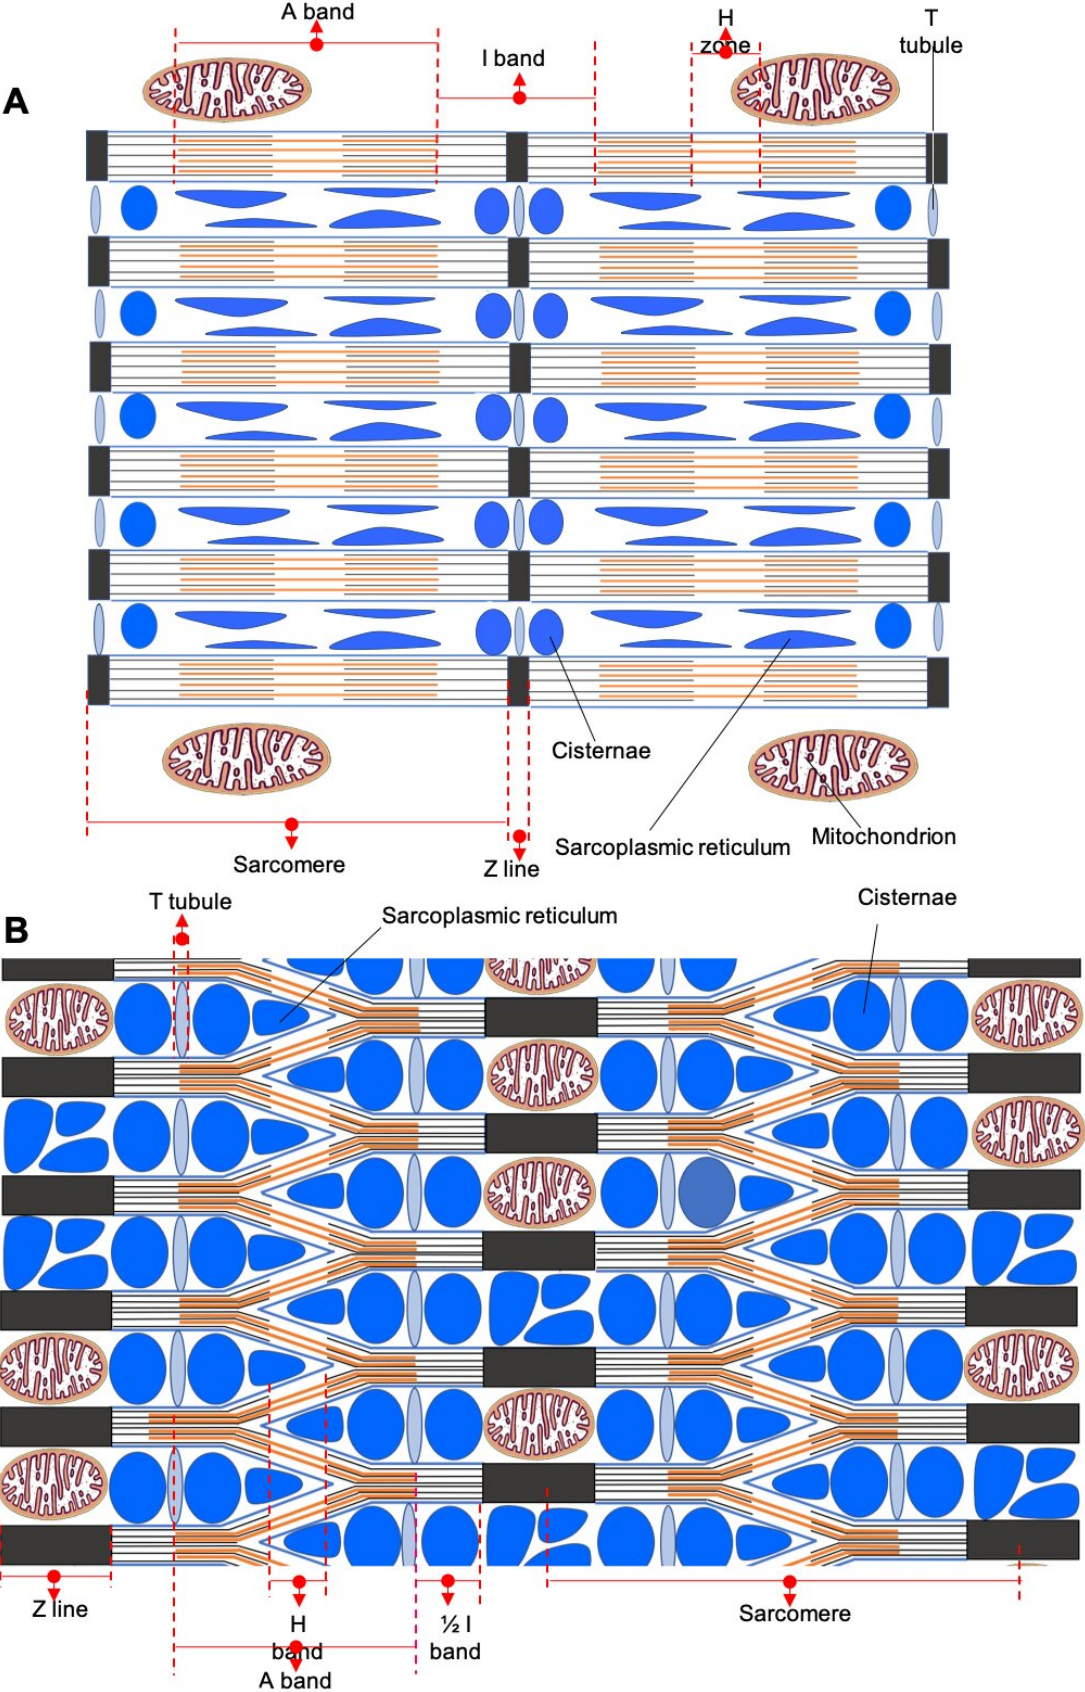 A band
H
zone
T
tubule
I band
A
Cisternae
Sarcoplasmic reticulum
Mitochondrion
Sarcomere
Z line
T tubule
Sarcoplasmic reticulum
Cisternae
B
Z line
H
band
A band
½ I
band
Sarcomere